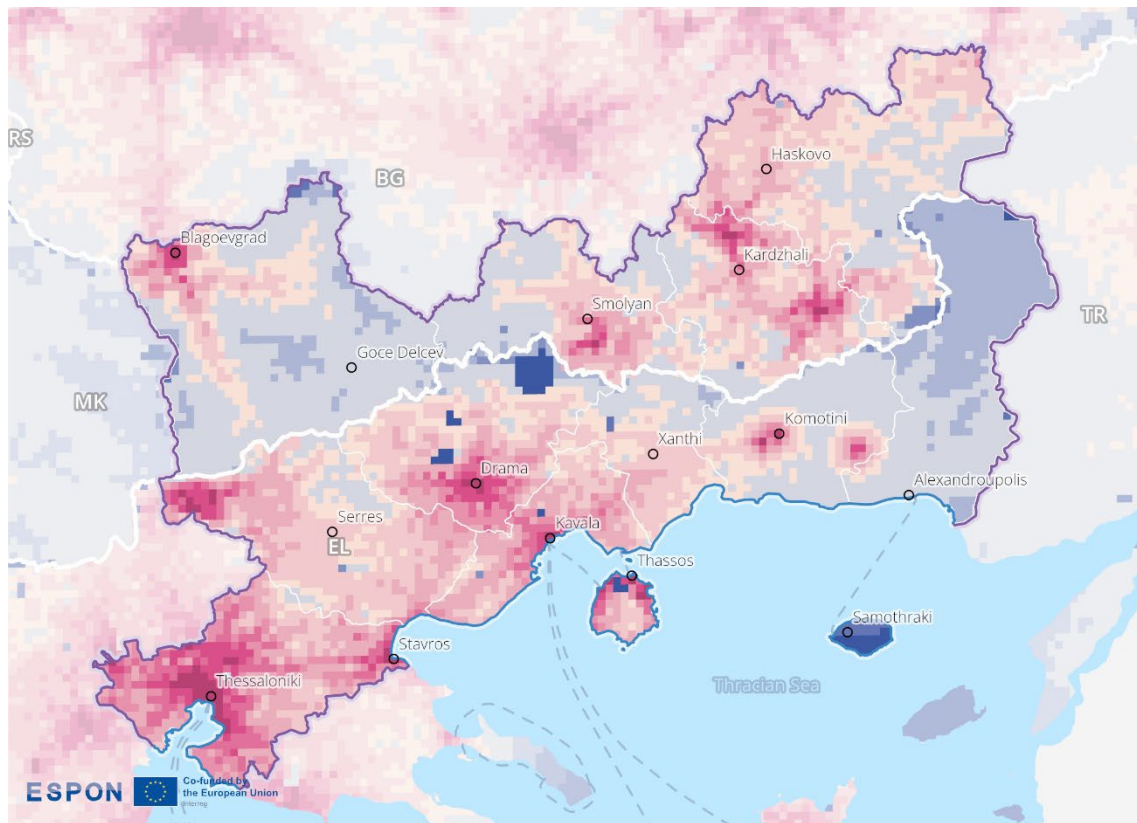 RS
BG
Haskovo
Blagoevgrad
Kardzhali
Smolyan
TR
Goce Delcev
MK
Komotini
Xanthi
Drama
Alexandroupolis
Serres
Kavala
EL
Thassos
Samothraki
Stavros
Thracian Sea
Thessaloniki
ESPON
Co-funded by
the European Union
Interreg